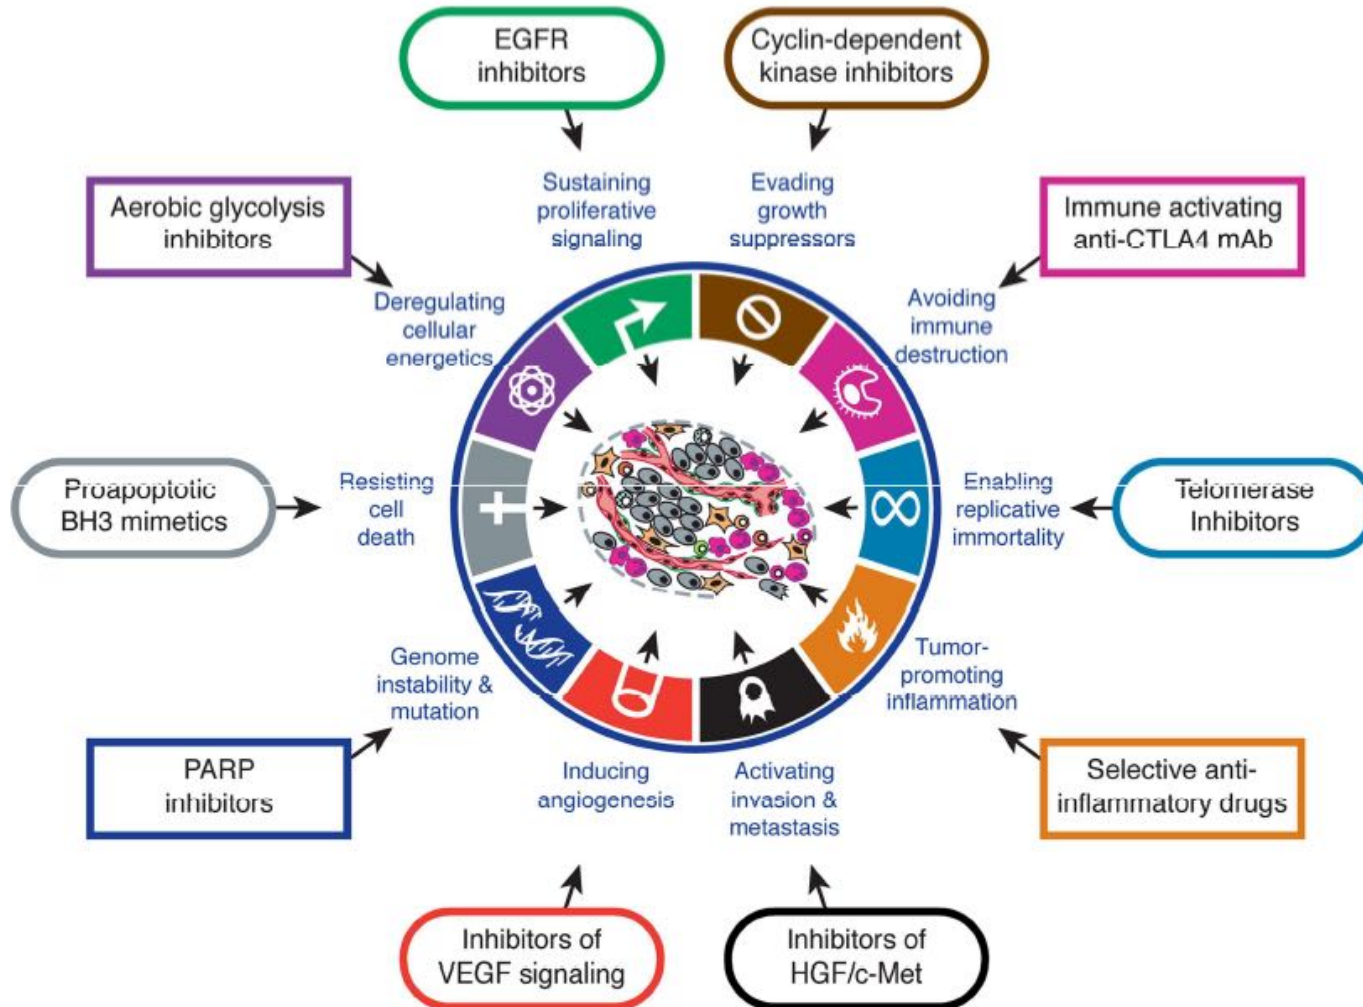 EGFR
inhibitors
Cyclin-dependent
kinase inhibitors
Sustaining
proliferative
signaling
Evading
growth
suppressors
Aerobic glycolysis
inhibitors
Immune activating
anti-CTLA4 mAb
Deregulating
cellular
energetics
Avoiding
immune
destruction
Proapoptotic
BH3 mimetics
Resisting
cell
death
Enabling
replicative
immortality
Telomerase
Inhibitors
Genome
instability &
mutation
Tumor-
promoting
inflammation
PARP
inhibitors
Inducing
angiogenesis
Activating
invasion &
metastasis
Selective anti-
inflammatory drugs
Inhibitors of
VEGF signaling
Inhibitors of
HGF/c-Met